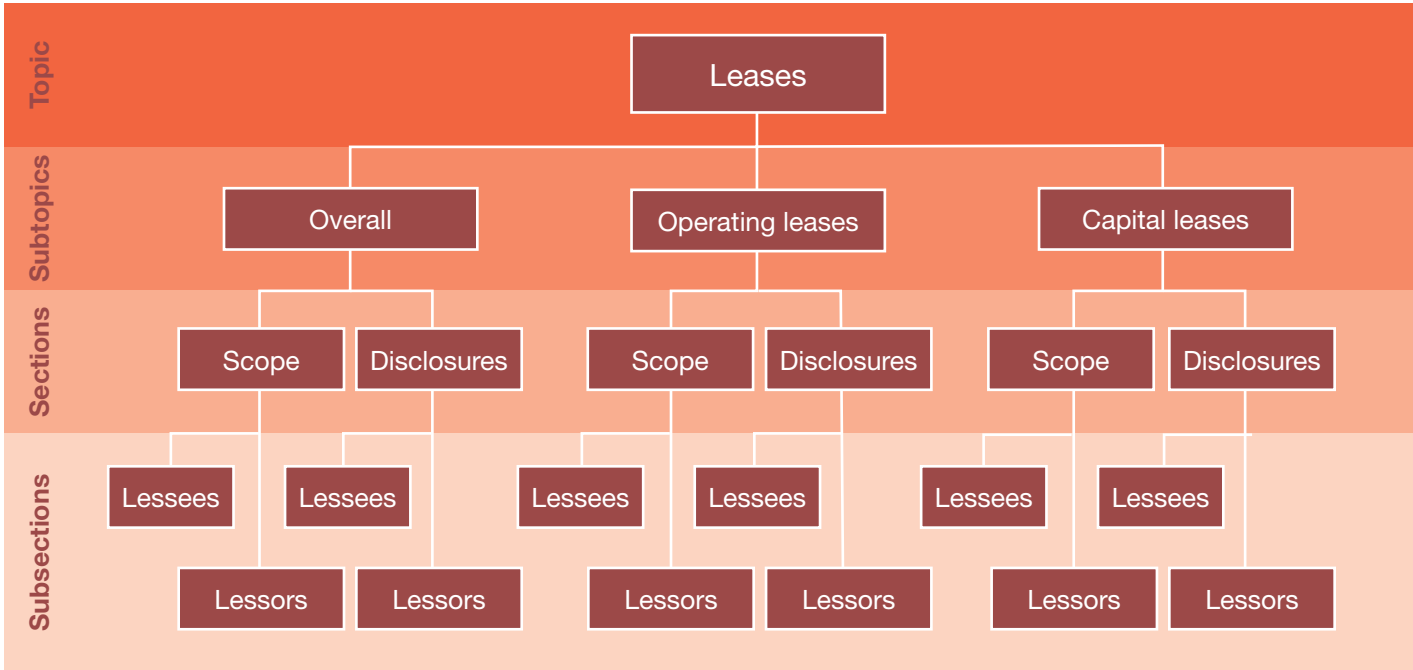 Topic
Leases
Subtopics
Overall
Operating leases
Capital leases
Sections
Scope
Disclosures
Scope
Disclosures
Scope
Disclosures
Subsections
Lessees
Lessees
Lessees
Lessees
Lessees
Lessees
Lessors
Lessors
Lessors
Lessors
Lessors
Lessors